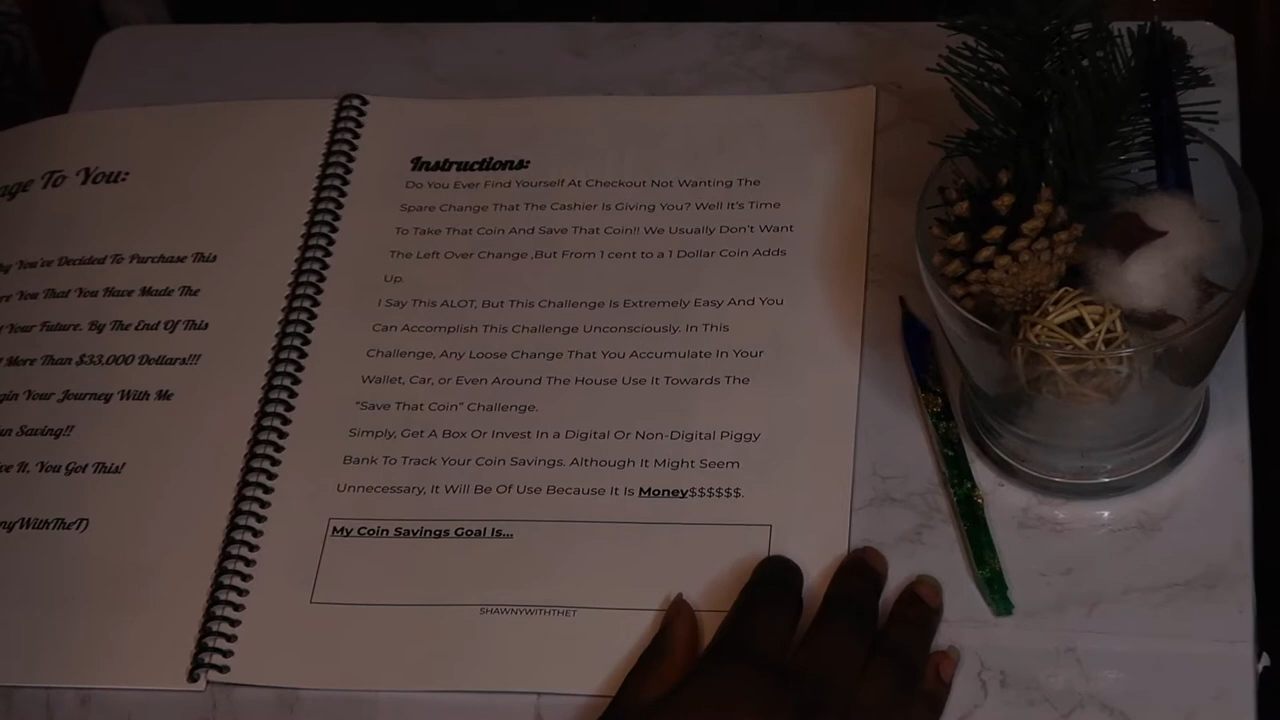 age To You:
You've Decided To Purchase This
re You That You Have Made The
Your Future. By The End Of This
More Than $33,000 Dollars!!!
gin Your Journey With Me
Saving!!
ve It, You Got This!
nyWithTheT)
Instructions:
Do You Ever Find Yourself At Checkout Not Wanting The
Spare Change That The Cashier Is Giving You? Well It's Time
To Take That Coin And Save That Coin!! We Usually Don't Want
The Left Over Change ,But From 1 cent to a 1 Dollar Coin Adds
Up.
I Say This ALOT, But This Challenge Is Extremely Easy And You
Can Accomplish This Challenge Unconsciously. In This
Challenge, Any Loose Change That You Accumulate In Your
Wallet, Car, or Even Around The House Use It Towards The
"Save That Coin" Challenge.
Simply, Get A Box Or Invest In a Digital Or Non-Digital Piggy
Bank To Track Your Coin Savings. Although It Might Seem
Unnecessary, It Will Be Of Use Because It Is Money$$$$$$.
My Coin Savings Goal Is...
SHAWNYWITHTHET